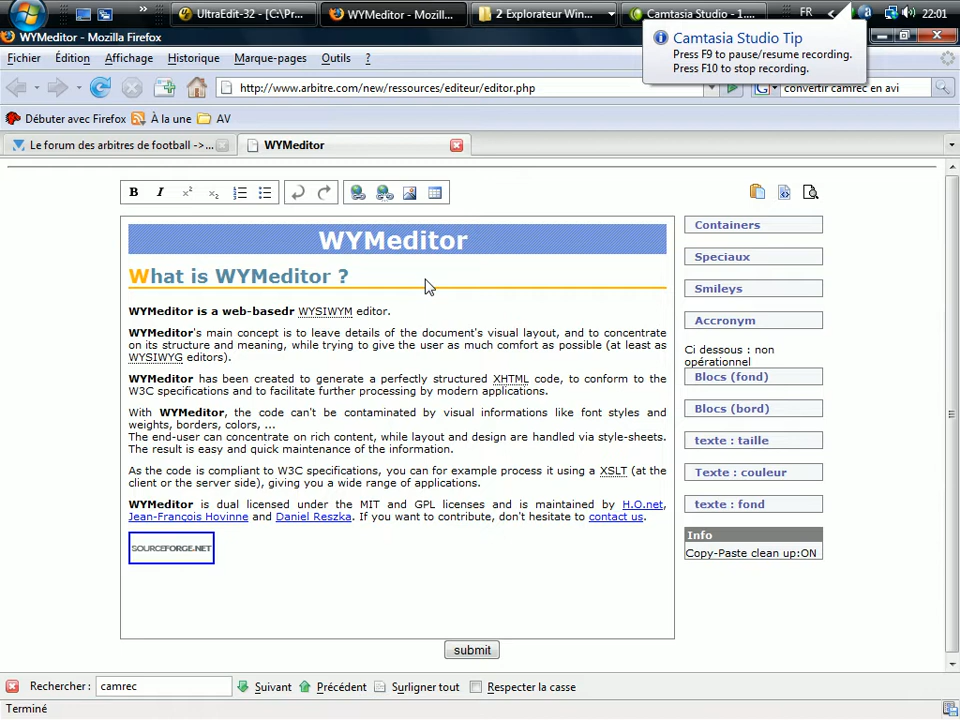 UltraEdit-32 - [C:\Pr...
WYMeditor - Mozill...
2 Explorateur Win...
Camtasia Studio - 1....
FR
22:01
WYMeditor - Mozilla Firefox
Camtasia Studio Tip
Press F9 to pause/resume recording.
Press F10 to stop recording.
Fichier Édition Affichage Historique Marque-pages Outils ?
http://www.arbitre.com/new/ressources/editeur/editor.php
convertir camrec en avi
Débuter avec Firefox À la une AV
Le forum des arbitres de football ->...
WYMeditor
WYMeditor
What is WYMeditor ?
WYMeditor is a web-basedr WYSIWYM editor.
WYMeditor's main concept is to leave details of the document's visual layout, and to concentrate
on its structure and meaning, while trying to give the user as much comfort as possible (at least as
WYSIWYG editors).
WYMeditor has been created to generate a perfectly structured XHTML code, to conform to the
W3C specifications and to facilitate further processing by modern applications.
With WYMeditor, the code can't be contaminated by visual informations like font styles and
weights, borders, colors, ...
The end-user can concentrate on rich content, while layout and design are handled via style-sheets.
The result is easy and quick maintenance of the information.
As the code is compliant to W3C specifications, you can for example process it using a XSLT (at the
client or the server side), giving you a wide range of applications.
WYMeditor is dual licensed under the MIT and GPL licenses and is maintained by H.O.net,
Jean-François Hovinne and Daniel Reszka. If you want to contribute, don't hesitate to contact us.
SOURCEFORGE.NET
Containers
Speciaux
Smileys
Accronym
Ci dessous : non
opérationnel
Blocs (fond)
Blocs (bord)
texte : taille
Texte : couleur
texte : fond
Info
Copy-Paste clean up:ON
submit
Rechercher : camrec Suivant Précédent Surligner tout Respecter la casse
Terminé